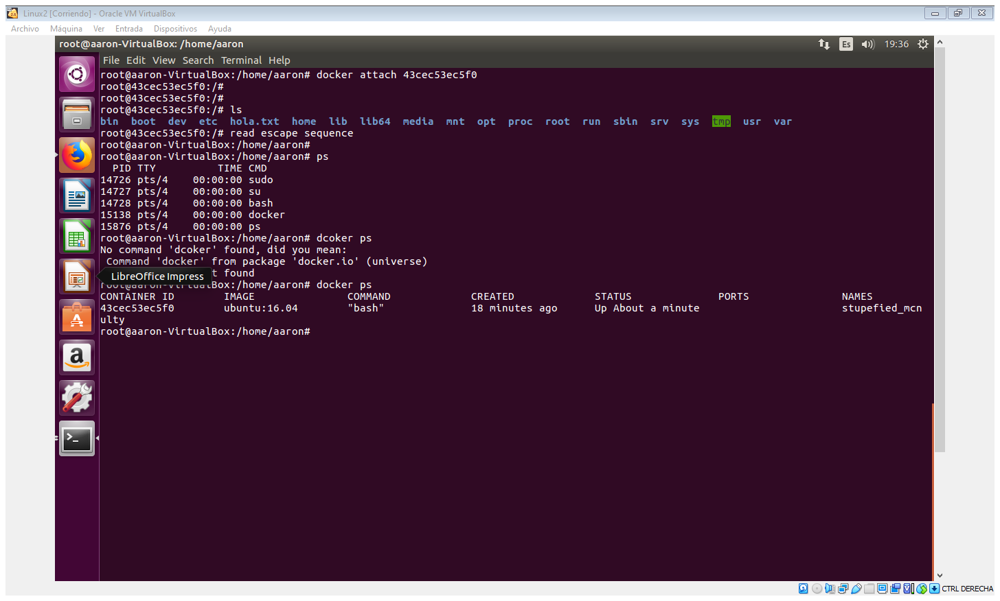 Linux2 [Corriendo] - Oracle VM VirtualBox
Archivo Máquina Ver Entrada Dispositivos Ayuda
root@aaron-VirtualBox: /home/aaron
Es 19:36
File Edit View Search Terminal Help
root@aaron-VirtualBox:/home/aaron# docker attach 43cec53ec5f0
root@43cec53ec5f0:/#
root@43cec53ec5f0:/#
root@43cec53ec5f0:/# ls
bin boot dev etc hola.txt home lib lib64 media mnt opt proc root run sbin srv sys tmp usr var
root@43cec53ec5f0:/# read escape sequence
root@aaron-VirtualBox:/home/aaron#
root@aaron-VirtualBox:/home/aaron# ps
PID TTY TIME CMD
14726 pts/4 00:00:00 sudo
14727 pts/4 00:00:00 su
14728 pts/4 00:00:00 bash
15138 pts/4 00:00:00 docker
15876 pts/4 00:00:00 ps
root@aaron-VirtualBox:/home/aaron# dcoker ps
No command 'dcoker' found, did you mean:
Command 'docker' from package 'docker.io' (universe)
t found
LibreOffice Impress
root@aaron-VirtualBox:/home/aaron# docker ps
CONTAINER ID IMAGE COMMAND CREATED STATUS PORTS NAMES
43cec53ec5f0 ubuntu:16.04 "bash" 18 minutes ago Up About a minute stupefied_mcn
ulty
root@aaron-VirtualBox:/home/aaron#
CTRL DERECHA